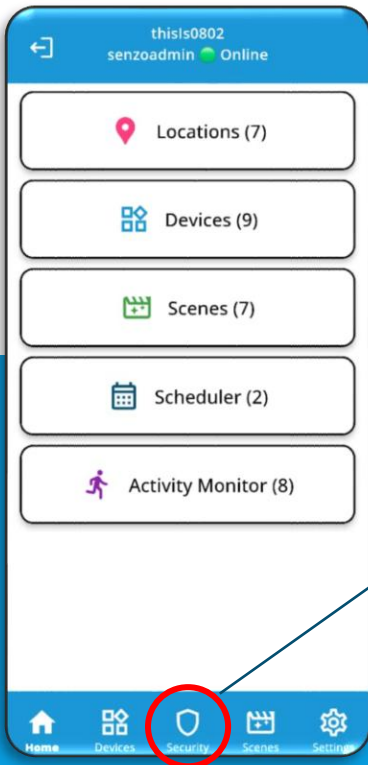 thisIs0802
senzoadmin Online
Locations (7)
Devices (9)
Scenes (7)
Scheduler (2)
Activity Monitor (8)
Home Devices Security Scenes Settings